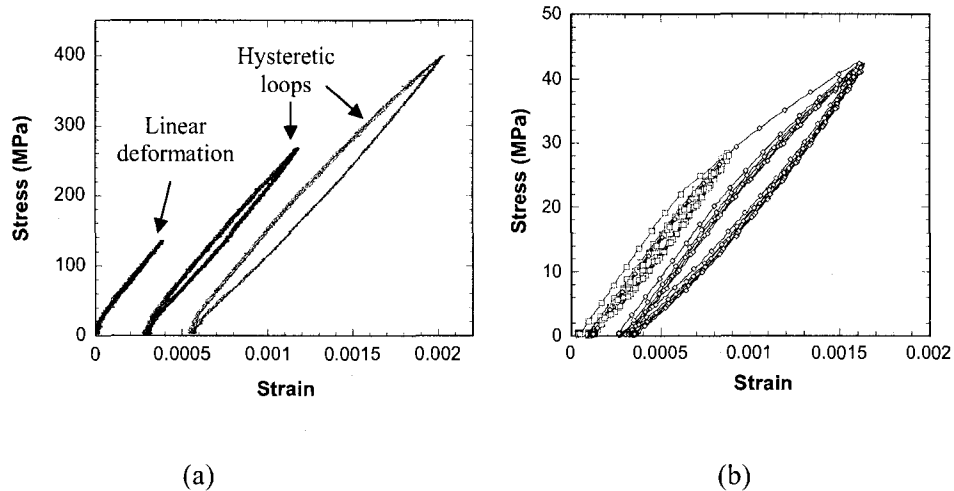 400
300
200
100
0
Stress (MPa)
Hysteretic
loops
Linear
deformation
0 0.0005 0.001 0.0015 0.002
Strain
(a)
50
40
30
20
10
0
Stress (MPa)
0 0.0005 0.001 0.0015 0.002
Strain
(b)